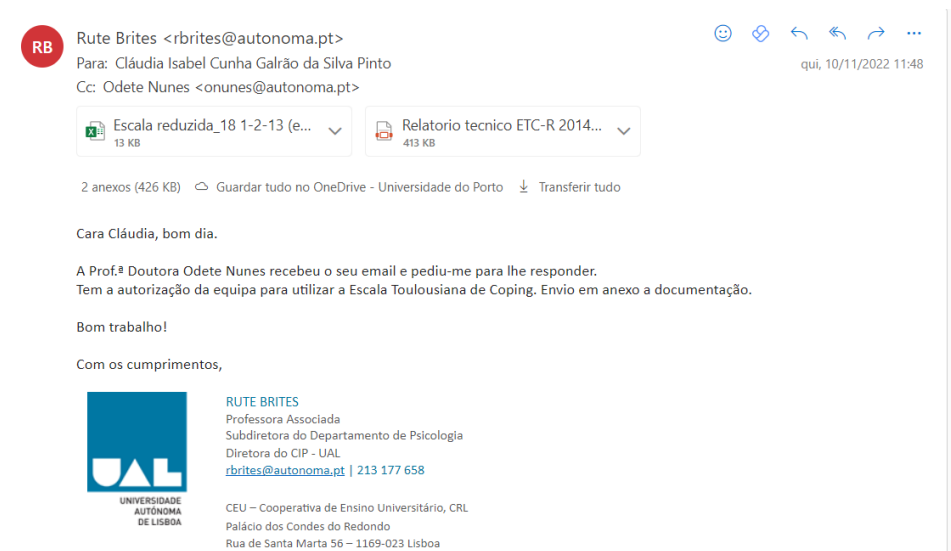 RB
Rute Brites <rbrites@autonoma.pt>
Para: Cláudia Isabel Cunha Galrão da Silva Pinto
qui, 10/11/2022 11:48
Cc: Odete Nunes <onunes@autonoma.pt>
Escala reduzida_18 1-2-13 (e...
13 KB
Relatorio tecnico ETC-R 2014...
413 KB
2 anexos (426 KB) Guardar tudo no OneDrive - Universidade do Porto Transferir tudo
Cara Cláudia, bom dia.
A Prof.ª Doutora Odete Nunes recebeu o seu email e pediu-me para lhe responder.
Tem a autorização da equipa para utilizar a Escala Toulousiana de Coping. Envio em anexo a documentação.
Bom trabalho!
Com os cumprimentos,
UAL
UNIVERSIDADE
AUTÓNOMA
DE LISBOA
RUTE BRITES
Professora Associada
Subdiretora do Departamento de Psicologia
Diretora do CIP - UAL
rbrites@autonoma.pt | 213 177 658
CEU – Cooperativa de Ensino Universitário, CRL
Palácio dos Condes do Redondo
Rua de Santa Marta 56 – 1169-023 Lisboa